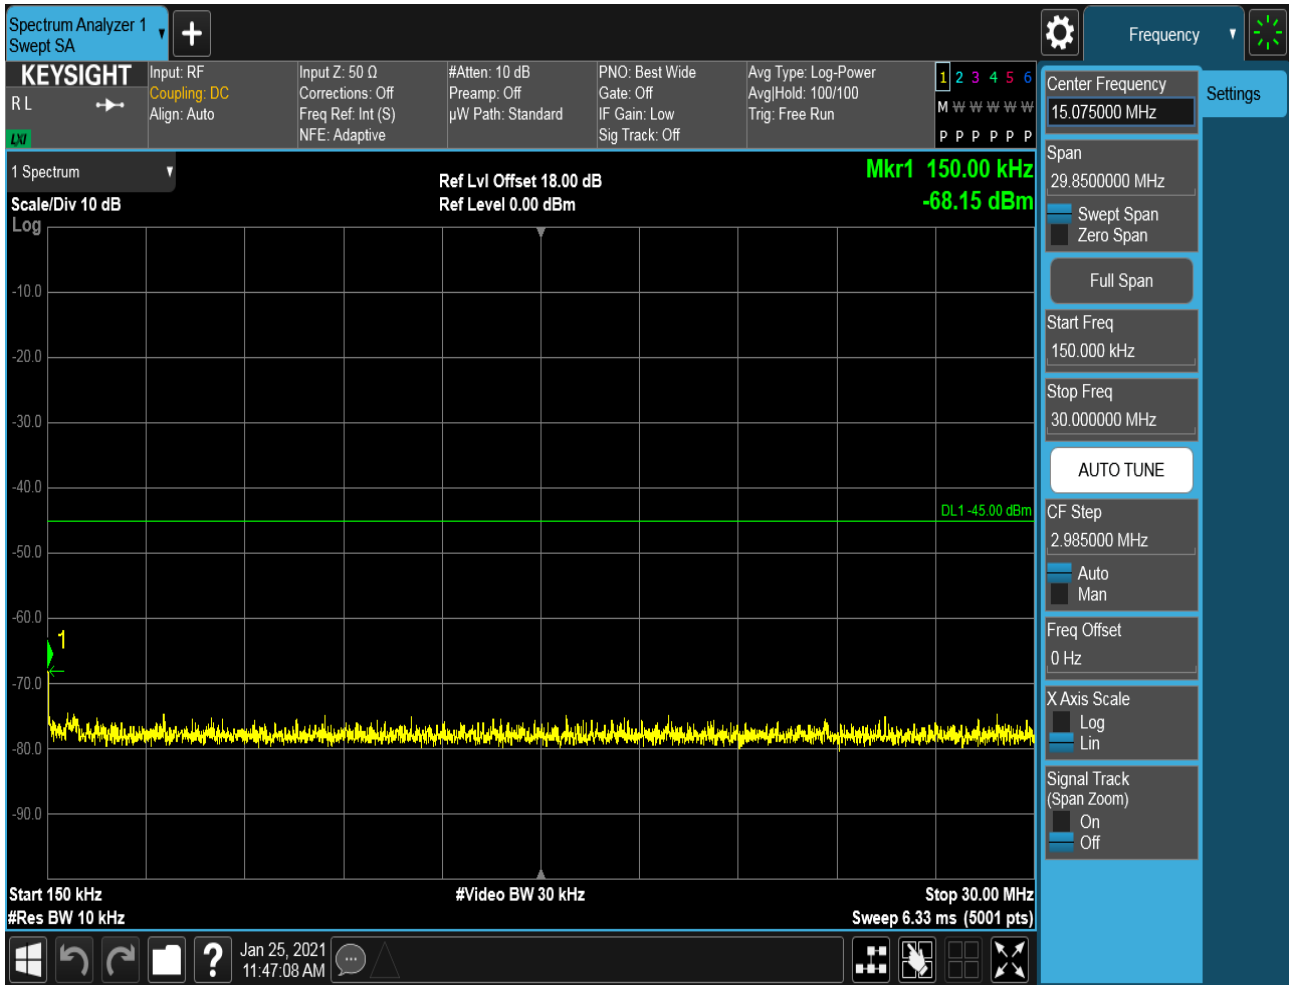 Spectrum Analyzer 1
Swept SA
Frequency
KEYSIGHT
R L
LXI
Input: RF
Coupling: DC
Align: Auto
Input Z: 50 Ω
Corrections: Off
Freq Ref: Int (S)
NFE: Adaptive
#Atten: 10 dB
Preamp: Off
µW Path: Standard
PNO: Best Wide
Gate: Off
IF Gain: Low
Sig Track: Off
Avg Type: Log-Power
Avg|Hold: 100/100
Trig: Free Run
1 2 3 4 5 6
M W W W W W
P P P P P P
1 Spectrum
Scale/Div 10 dB
Log
Ref Lvl Offset 18.00 dB
Ref Level 0.00 dBm
Mkr1 150.00 kHz
-68.15 dBm
-10.0
-20.0
-30.0
-40.0
DL1 -45.00 dBm
-50.0
-60.0
1
-70.0
-80.0
-90.0
Start 150 kHz
#Video BW 30 kHz
Stop 30.00 MHz
#Res BW 10 kHz
Sweep 6.33 ms (5001 pts)
Jan 25, 2021
11:47:08 AM
Center Frequency
15.075000 MHz
Settings
Span
29.8500000 MHz
Swept Span
Zero Span
Full Span
Start Freq
150.000 kHz
Stop Freq
30.000000 MHz
AUTO TUNE
CF Step
2.985000 MHz
Auto
Man
Freq Offset
0 Hz
X Axis Scale
Log
Lin
Signal Track
(Span Zoom)
On
Off